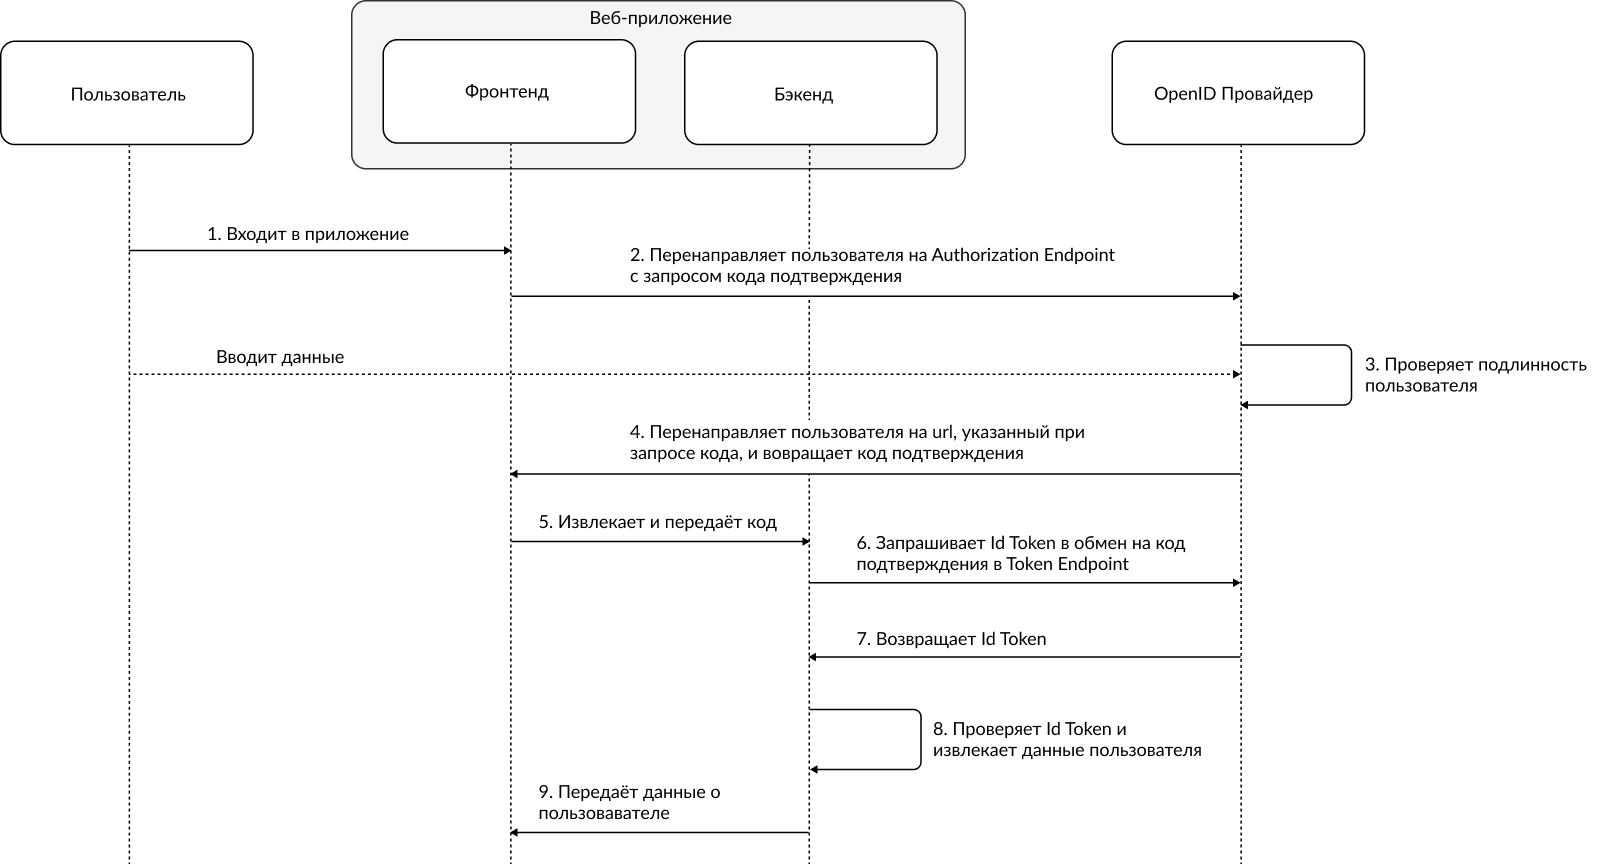 Веб-приложение
Пользователь
Фронтенд
Бэкенд
OpenID Провайдер
1. Входит в приложение
2. Перенаправляет пользователя на Authorization Endpoint
с запросом кода подтверждения
Вводит данные
3. Проверяет подлинность
пользователя
4. Перенаправляет пользователя на url, указанный при
запросе кода, и вовращает код подтверждения
5. Извлекает и передаёт код
6. Запрашивает Id Token в обмен на код
подтверждения в Token Endpoint
7. Возвращает Id Token
8. Проверяет Id Token и
извлекает данные пользователя
9. Передаёт данные о
пользовавателе